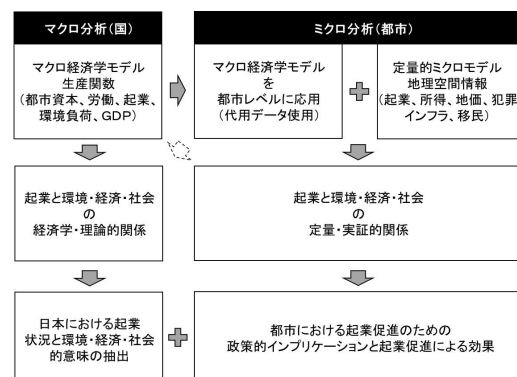 マクロ分析(国)
マクロ経済学モデル
生産関数
(都市資本、労働、起業、
環境負荷、GDP)
起業と環境・経済・社会
の
経済学・理論的関係
日本における起業
状況と環境・経済・社会
的意味の抽出
ミクロ分析(都市)
マクロ経済学モデル
を
都市レベルに応用
(代用データ使用)
定量的ミクロモデル
地理空間情報
(起業、所得、地価、犯罪
インフラ、移民)
起業と環境・経済・社会
の
定量・実証的関係
都市における起業促進のための
政策的インプリケーションと起業促進による効果